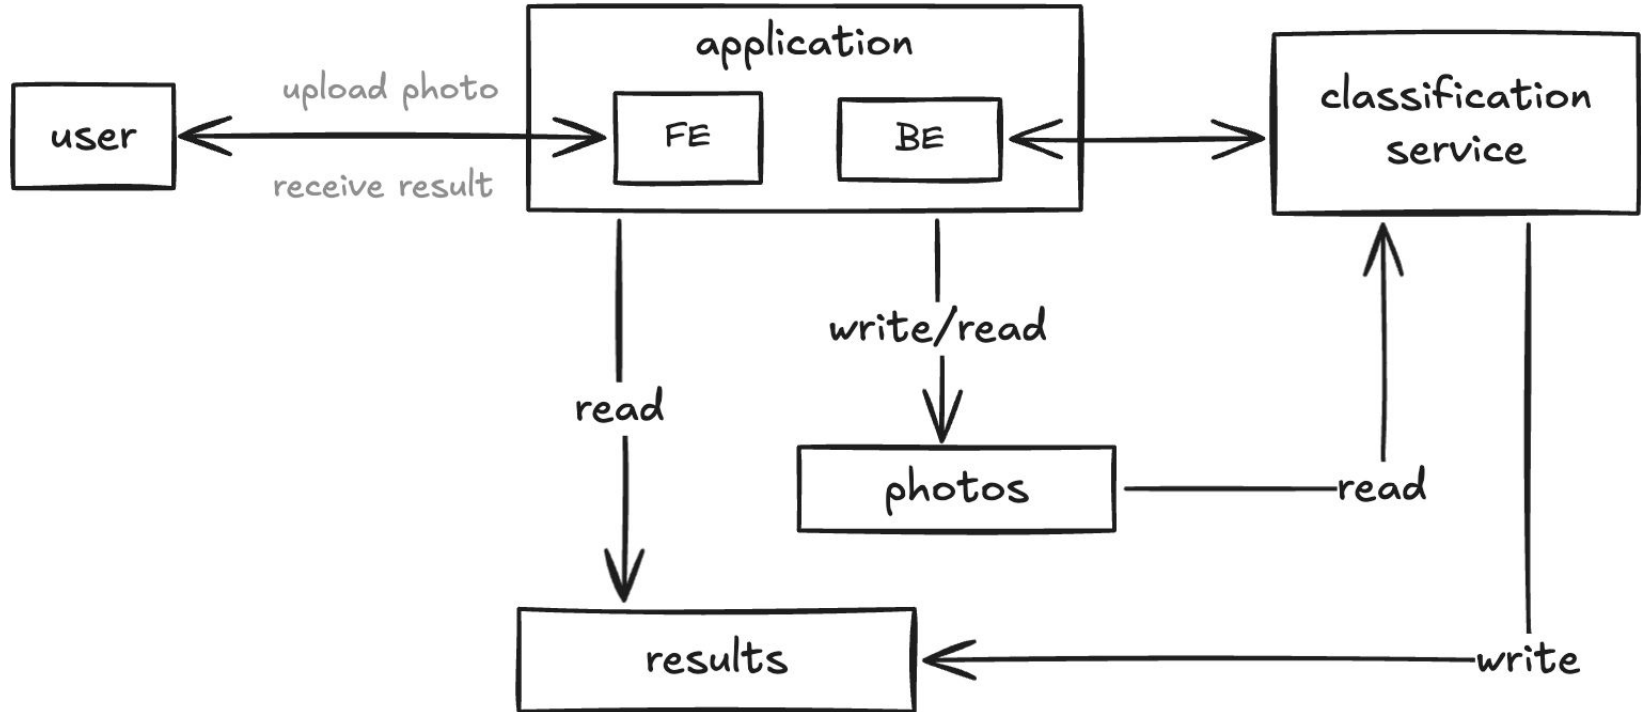 application
upload photo
user
FE
BE
classification
service
receive result
write/read
read
photos
read
results
write